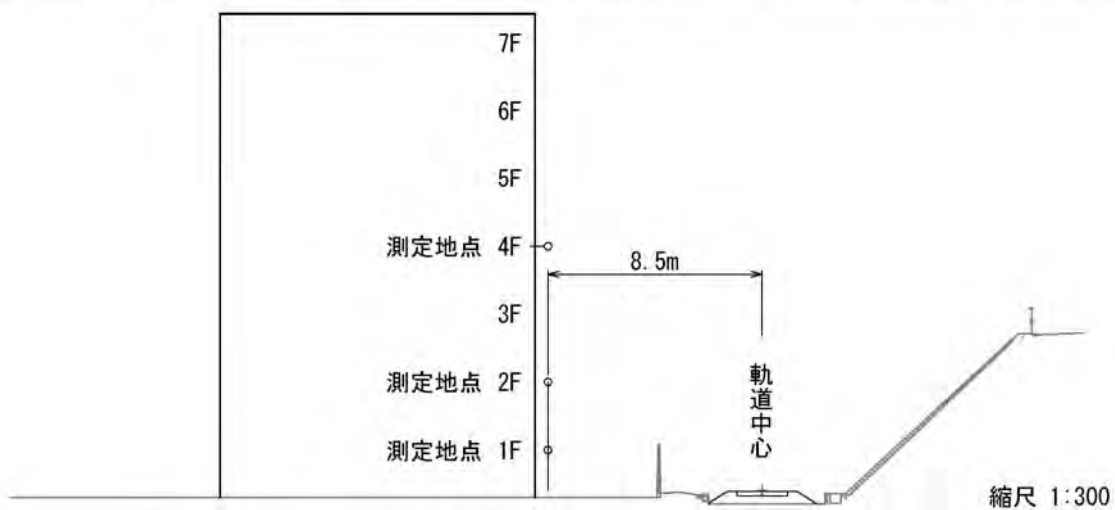 7F
6F
5F
測定地点 4F
8.5m
3F
軌道中心
測定地点 2F
測定地点 1F
縮尺 1:300